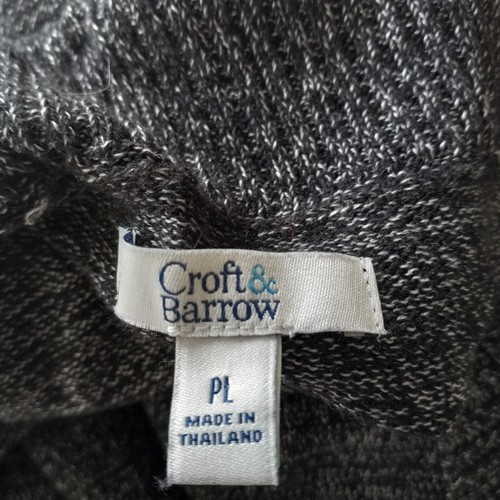 Croft &
Barrow
PL
MADE IN
THAILAND